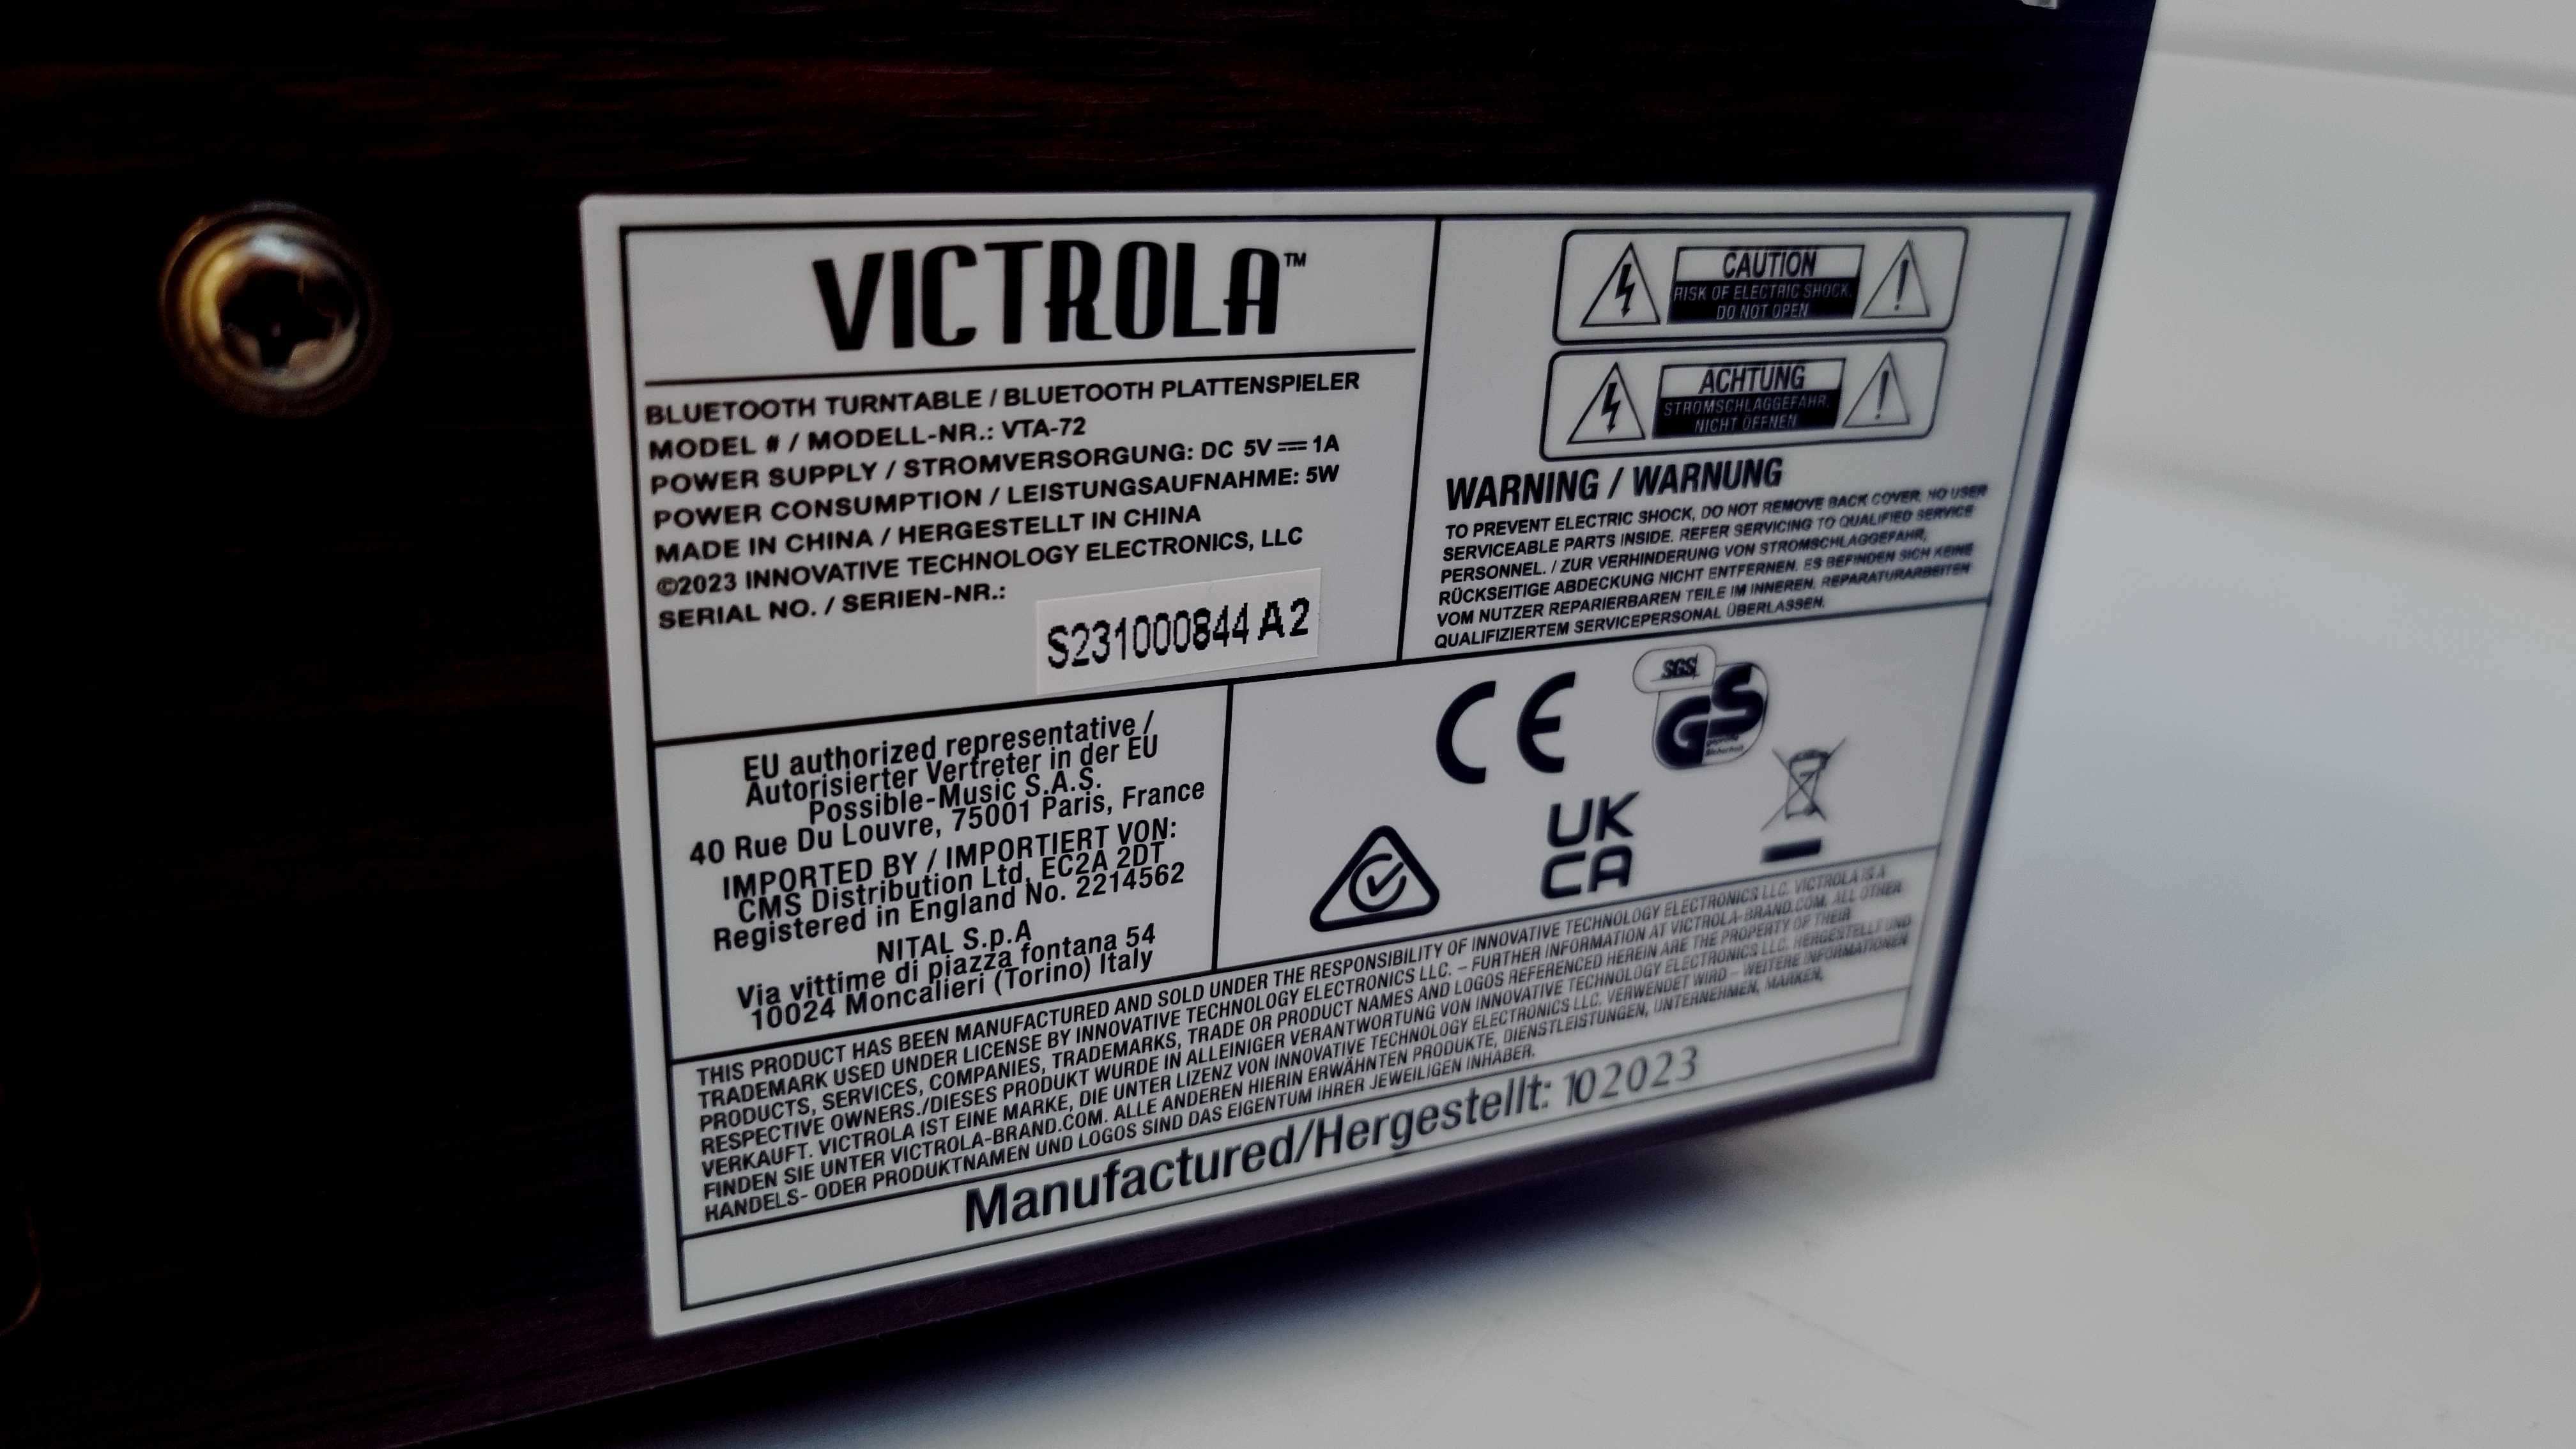 VICTROLA™
BLUETOOTH TURNTABLE / BLUETOOTH PLATTENSPIELER
MODEL # / MODELL-NR.: VTA-72
POWER SUPPLY / STROMVERSORGUNG: DC 5V ⎓ 1A
POWER CONSUMPTION / LEISTUNGSAUFNAHME: 5W
MADE IN CHINA / HERGESTELLT IN CHINA
©2023 INNOVATIVE TECHNOLOGY ELECTRONICS, LLC
SERIAL NO. / SERIEN-NR.:
S231000844A2
CAUTION
RISK OF ELECTRIC SHOCK.
DO NOT OPEN
ACHTUNG
STROMSCHLAGGEFAHR.
NICHT ÖFFNEN
WARNING / WARNUNG
TO PREVENT ELECTRIC SHOCK, DO NOT REMOVE BACK COVER. NO USER
SERVICEABLE PARTS INSIDE. REFER SERVICING TO QUALIFIED SERVICE
PERSONNEL. / ZUR VERHINDERUNG VON STROMSCHLAGGEFAHR,
RÜCKSEITIGE ABDECKUNG NICHT ENTFERNEN. ES BEFINDEN SICH KEINE
VOM NUTZER REPARIERBAREN TEILE IM INNEREN. REPARATURARBEITEN
QUALIFIZIERTEM SERVICEPERSONAL ÜBERLASSEN.
EU authorized representative /
Autorisierter Vertreter in der EU
Possible-Music S.A.S.
40 Rue Du Louvre, 75001 Paris, France
IMPORTED BY / IMPORTIERT VON:
CMS Distribution Ltd, EC2A 2DT
Registered in England No. 2214562
NITAL S.p.A
Via vittime di piazza fontana 54
10024 Moncalieri (Torino) Italy
CE
SGS
GS
geprüfte
Sicherheit
UK
CA
THIS PRODUCT HAS BEEN MANUFACTURED AND SOLD UNDER THE RESPONSIBILITY OF INNOVATIVE TECHNOLOGY ELECTRONICS LLC. VICTROLA IS A
TRADEMARK USED UNDER LICENSE BY INNOVATIVE TECHNOLOGY ELECTRONICS LLC. – FURTHER INFORMATION AT VICTROLA-BRAND.COM. ALL OTHER
PRODUCTS, SERVICES, COMPANIES, TRADEMARKS, TRADE OR PRODUCT NAMES AND LOGOS REFERENCED HEREIN ARE THE PROPERTY OF THEIR
RESPECTIVE OWNERS./DIESES PRODUKT WURDE IN ALLEINIGER VERANTWORTUNG VON INNOVATIVE TECHNOLOGY ELECTRONICS LLC. HERGESTELLT UND
VERKAUFT. VICTROLA IST EINE MARKE, DIE UNTER LIZENZ VON INNOVATIVE TECHNOLOGY ELECTRONICS LLC. VERWENDET WIRD – WEITERE INFORMATIONEN
FINDEN SIE UNTER VICTROLA-BRAND.COM. ALLE ANDEREN HIERIN ERWÄHNTEN PRODUKTE, DIENSTLEISTUNGEN, UNTERNEHMEN, MARKEN,
HANDELS- ODER PRODUKTNAMEN UND LOGOS SIND DAS EIGENTUM IHRER JEWEILIGEN INHABER.
Manufactured/Hergestellt: 102023